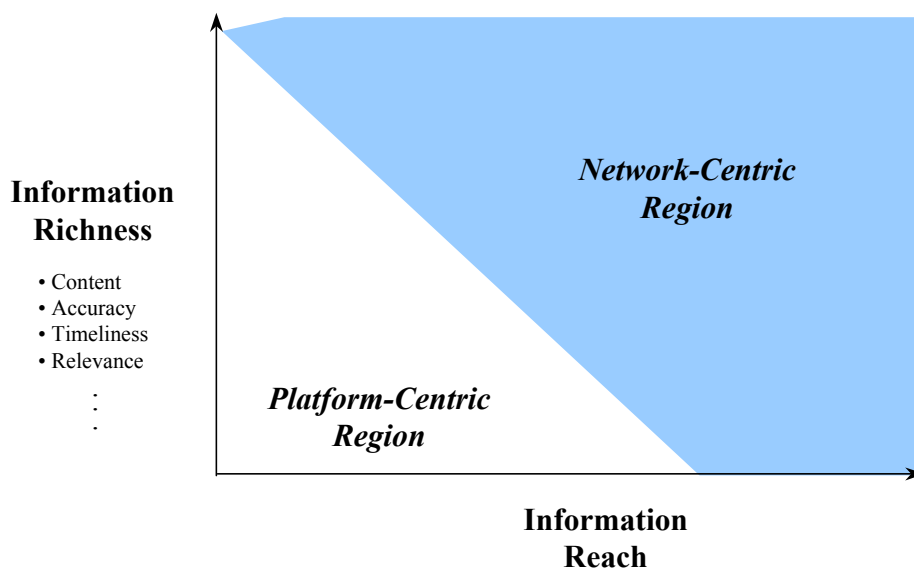 Network-Centric
Region
Information
Richness
• Content
• Accuracy
• Timeliness
• Relevance
.
.
.
Platform-Centric
Region
Information
Reach